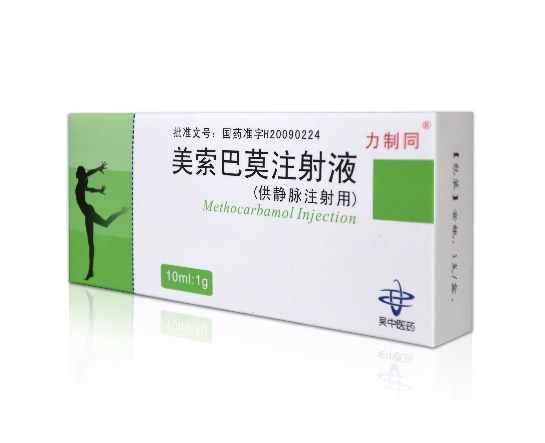 批准文号：国药准字H20090224
力制同®
美索巴莫注射液
(供静脉注射用)
Methocarbamol Injection
10ml:1g
吴中医药